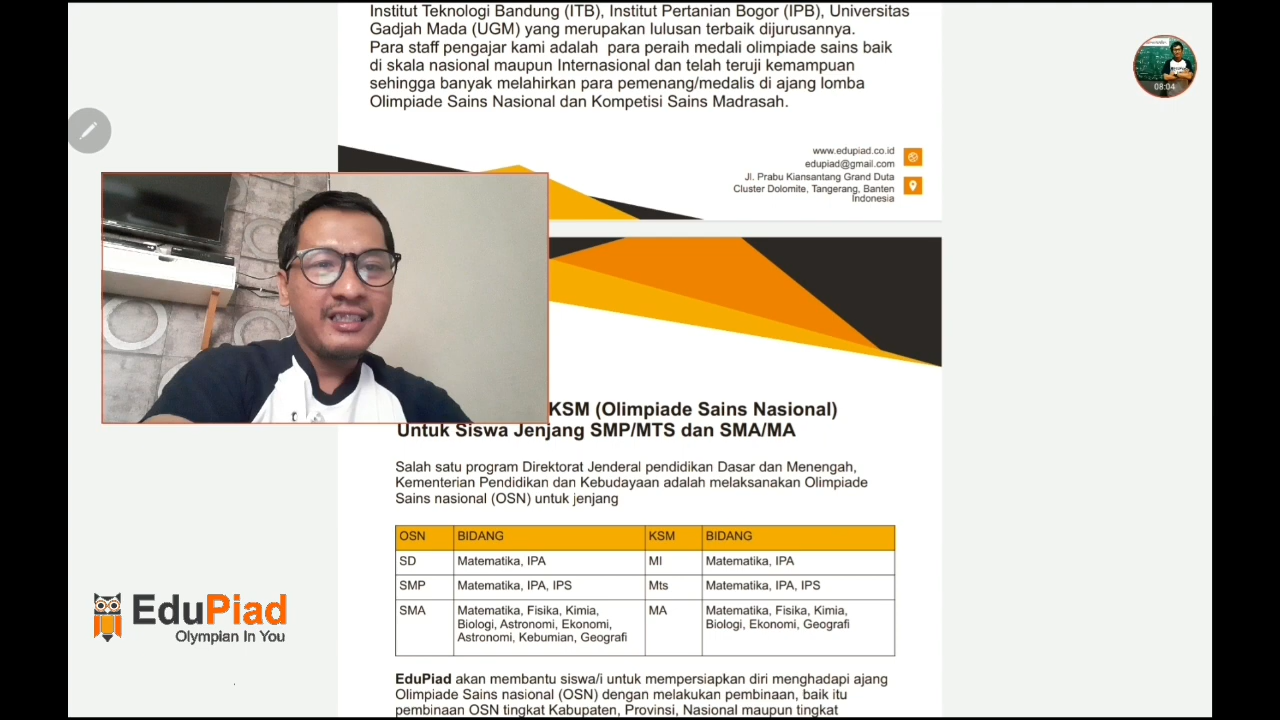 Institut Teknologi Bandung (ITB), Institut Pertanian Bogor (IPB), Universitas
Gadjah Mada (UGM) yang merupakan lulusan terbaik dijurusannya.
Para staff pengajar kami adalah para peraih medali olimpiade sains baik
di skala nasional maupun Internasional dan telah teruji kemampuan
sehingga banyak melahirkan para pemenang/medalis di ajang lomba
Olimpiade Sains Nasional dan Kompetisi Sains Madrasah.
08:04
www.edupiad.co.id
edupiad@gmail.com
Jl. Prabu Kiansantang Grand Duta
Cluster Dolomite, Tangerang, Banten
Indonesia
KSM (Olimpiade Sains Nasional)
Untuk Siswa Jenjang SMP/MTS dan SMA/MA
Salah satu program Direktorat Jenderal pendidikan Dasar dan Menengah,
Kementerian Pendidikan dan Kebudayaan adalah melaksanakan Olimpiade
Sains nasional (OSN) untuk jenjang
OSN BIDANG KSM BIDANG
SD Matematika, IPA MI Matematika, IPA
SMP Matematika, IPA, IPS Mts Matematika, IPA, IPS
SMA Matematika, Fisika, Kimia, MA Matematika, Fisika, Kimia,
Biologi, Astronomi, Ekonomi, Biologi, Ekonomi, Geografi
Astronomi, Kebumian, Geografi
EduPiad
Olympian In You
EduPiad akan membantu siswa/i untuk mempersiapkan diri menghadapi ajang
Olimpiade Sains nasional (OSN) dengan melakukan pembinaan, baik itu
pembinaan OSN tingkat Kabupaten, Provinsi, Nasional maupun tingkat